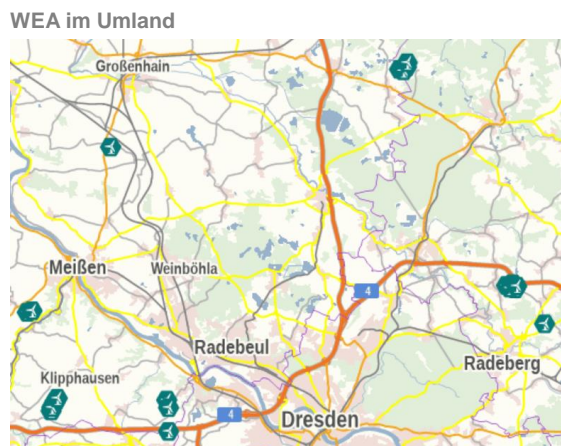 WEA im Umland
Großenhain
Meißen
Weinböhla
4
Radebeul
Radeberg
Klipphausen
4
Dresden